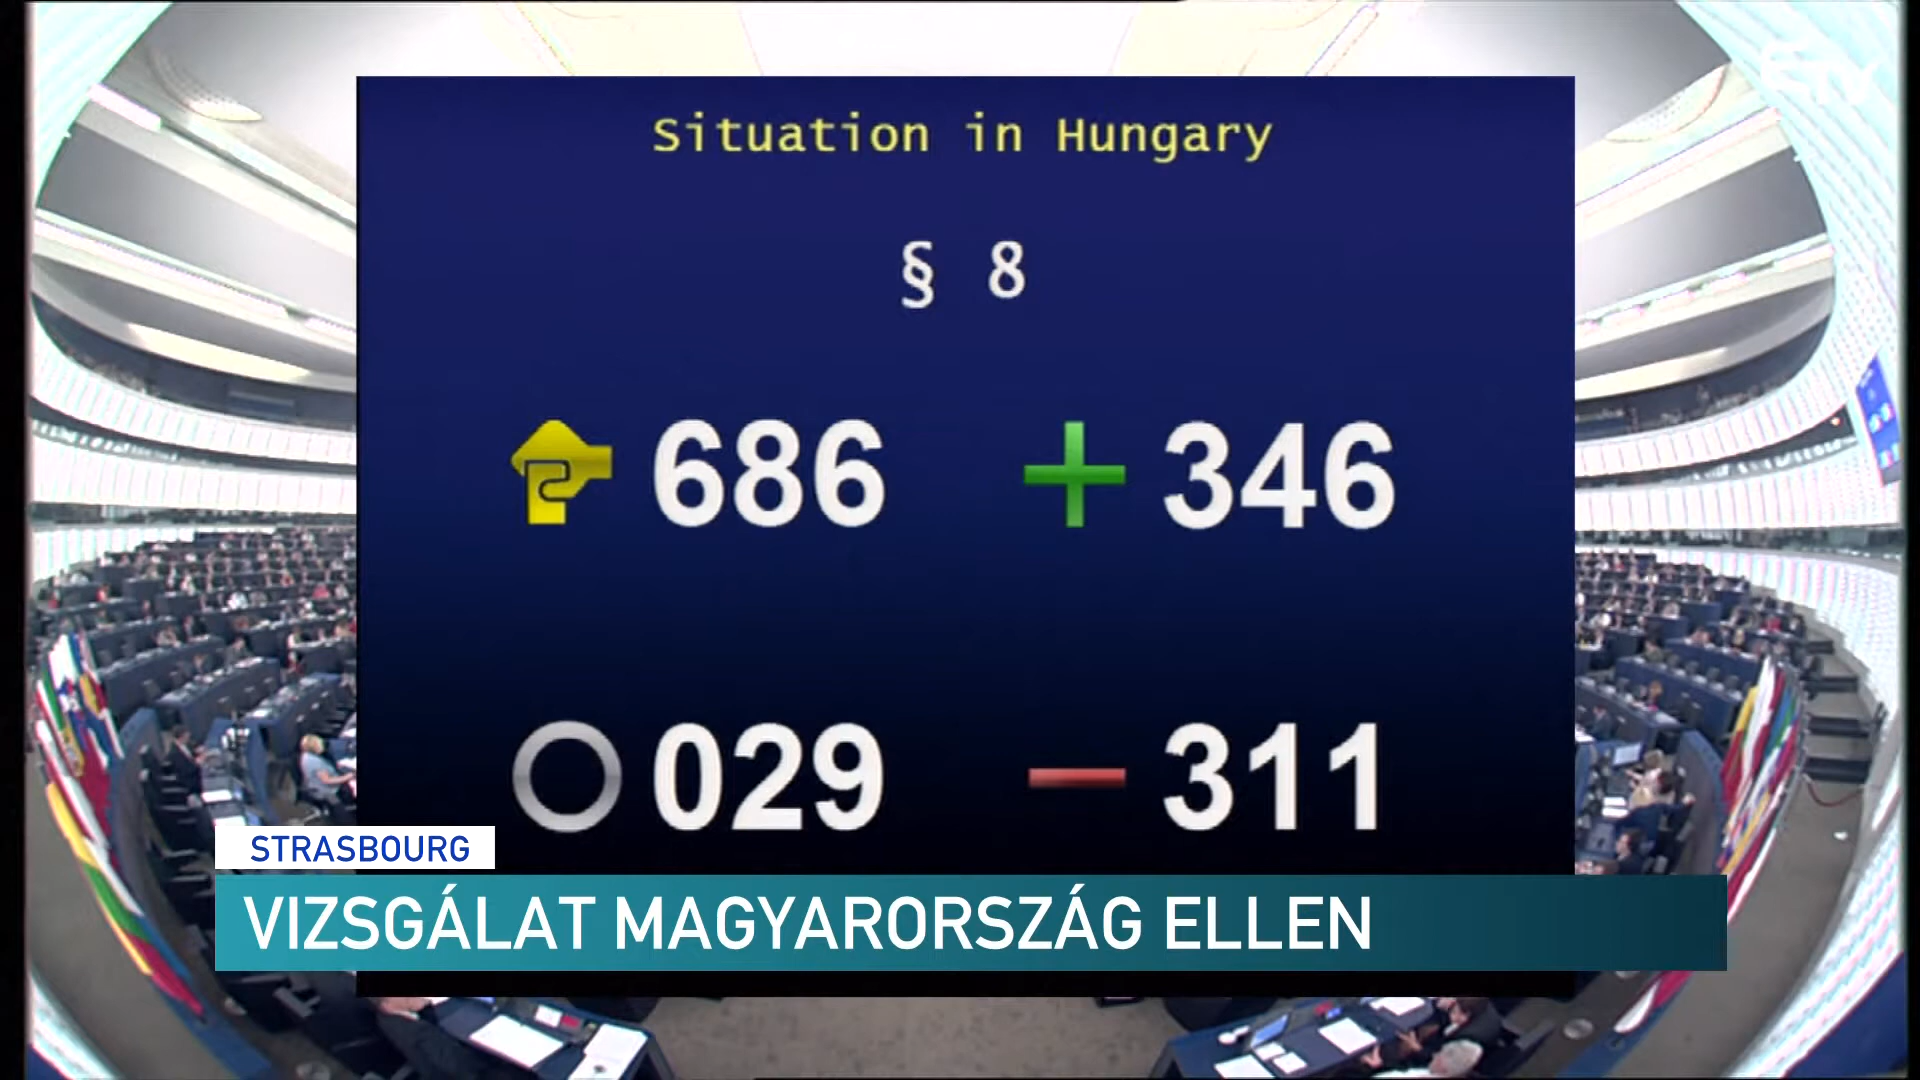 Situation in Hungary
§ 8
686 + 346
029 − 311
STRASBOURG
VIZSGÁLAT MAGYARORSZÁG ELLEN